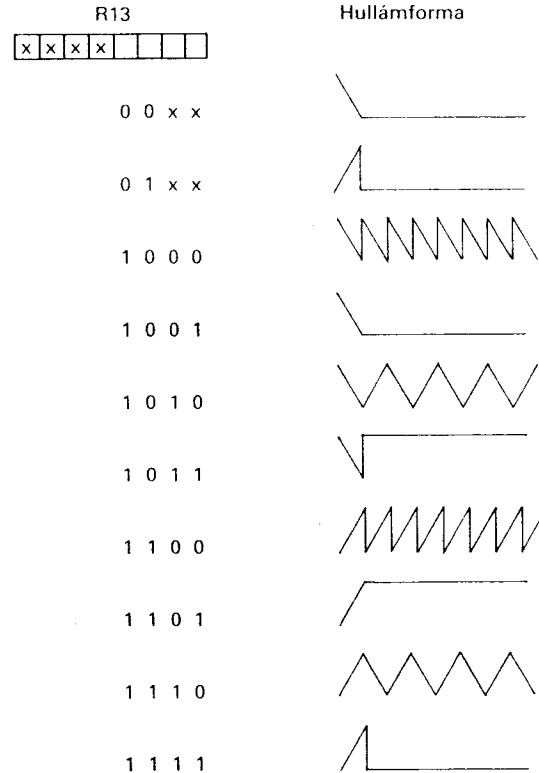 R13 Hullámforma
x x x x
0 0 x x
0 1 x x
1 0 0 0
1 0 0 1
1 0 1 0
1 0 1 1
1 1 0 0
1 1 0 1
1 1 1 0
1 1 1 1